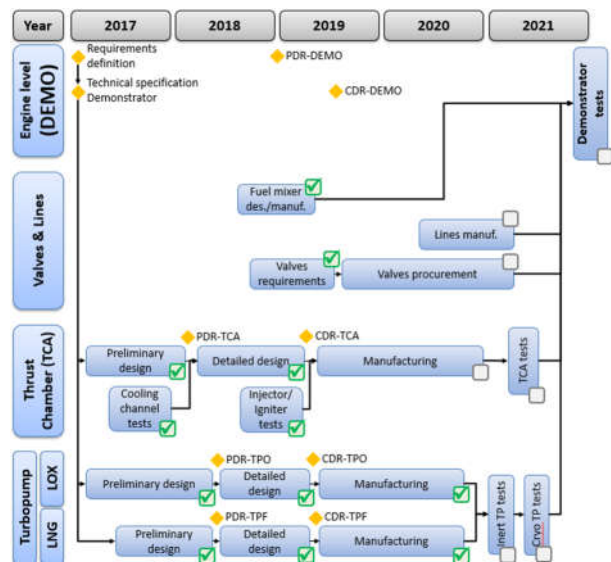 Year
2017
2018
2019
2020
2021
Engine level
(DEMO)
Requirements
definition
Technical specification
Demonstrator
PDR-DEMO
CDR-DEMO
Demonstrator
tests
Valves & Lines
Fuel mixer
des./manuf.
Lines manuf.
Valves
requirements
Valves procurement
Thrust
Chamber (TCA)
PDR-TCA
CDR-TCA
Preliminary
design
Detailed design
Manufacturing
TCA tests
Cooling
channel
tests
Injector/
Igniter tests
Turbopump
LOX
PDR-TPO
CDR-TPO
Preliminary design
Detailed
design
Manufacturing
Inert TP tests
Cryo TP tests
LNG
PDR-TPF
CDR-TPF
Preliminary
design
Detailed
design
Manufacturing